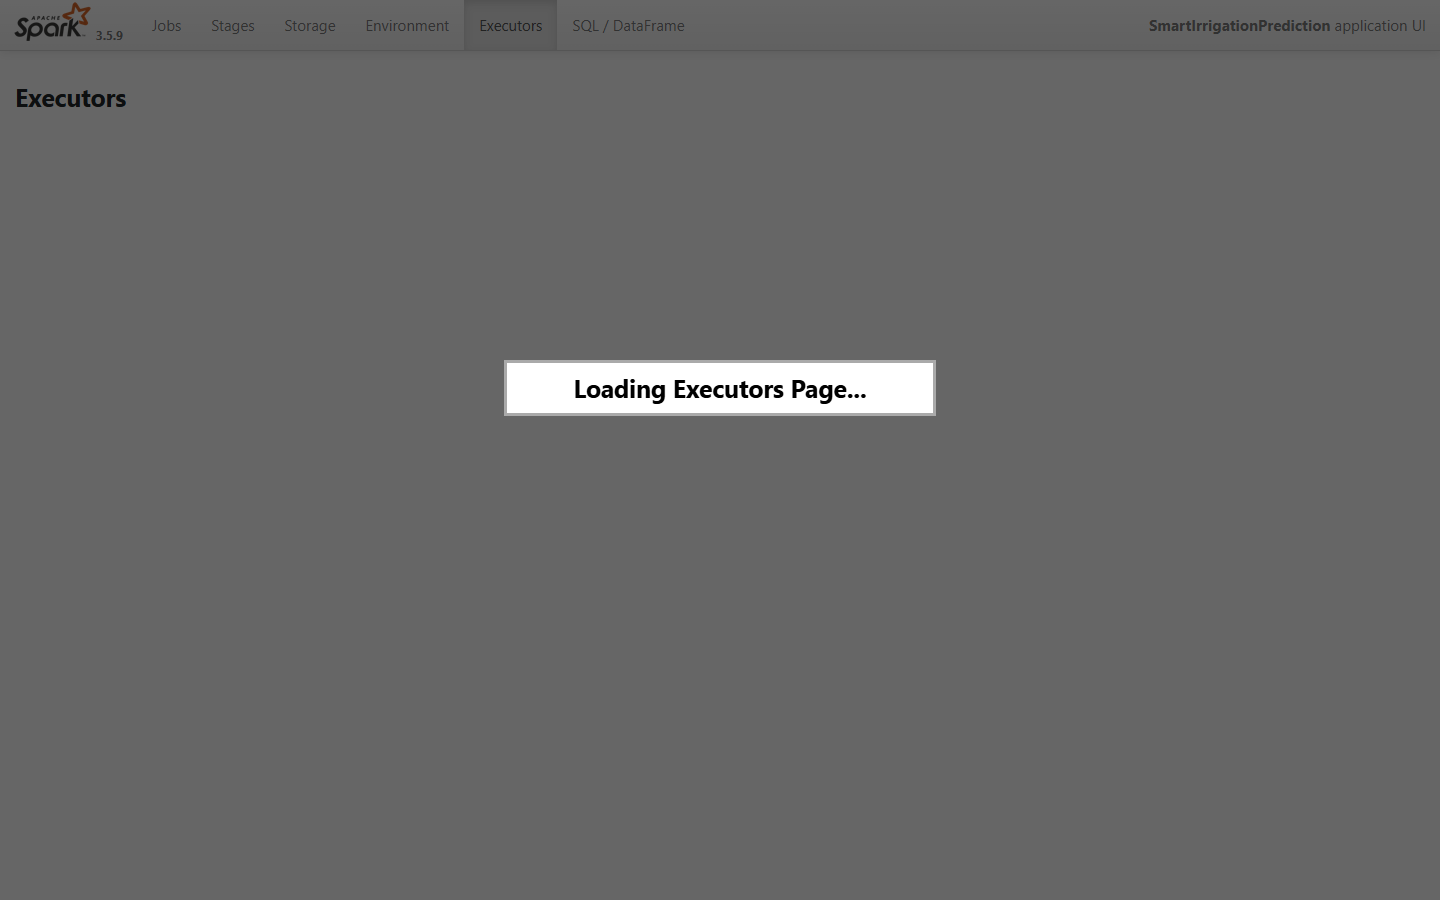 APACHE
Spark 3.5.9 Jobs Stages Storage Environment Executors SQL / DataFrame SmartIrrigationPrediction application UI
Executors
Loading Executors Page...